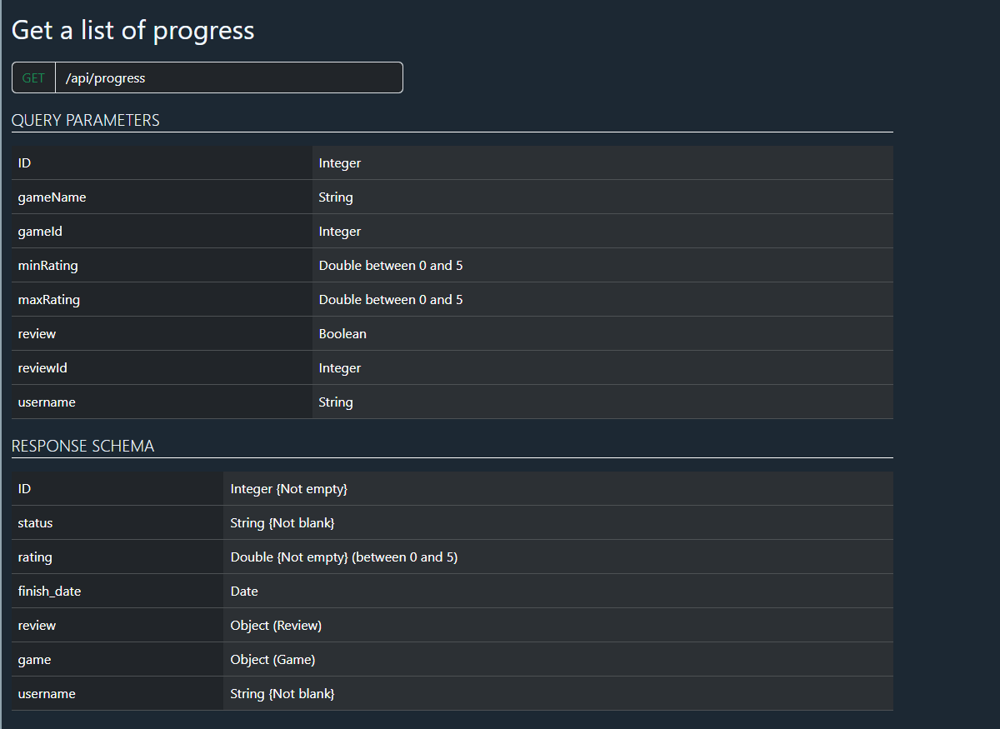 Get a list of progress
GET /api/progress
QUERY PARAMETERS
ID Integer
gameName String
gameId Integer
minRating Double between 0 and 5
maxRating Double between 0 and 5
review Boolean
reviewId Integer
username String
RESPONSE SCHEMA
ID Integer {Not empty}
status String {Not blank}
rating Double {Not empty} (between 0 and 5)
finish_date Date
review Object (Review)
game Object (Game)
username String {Not blank}